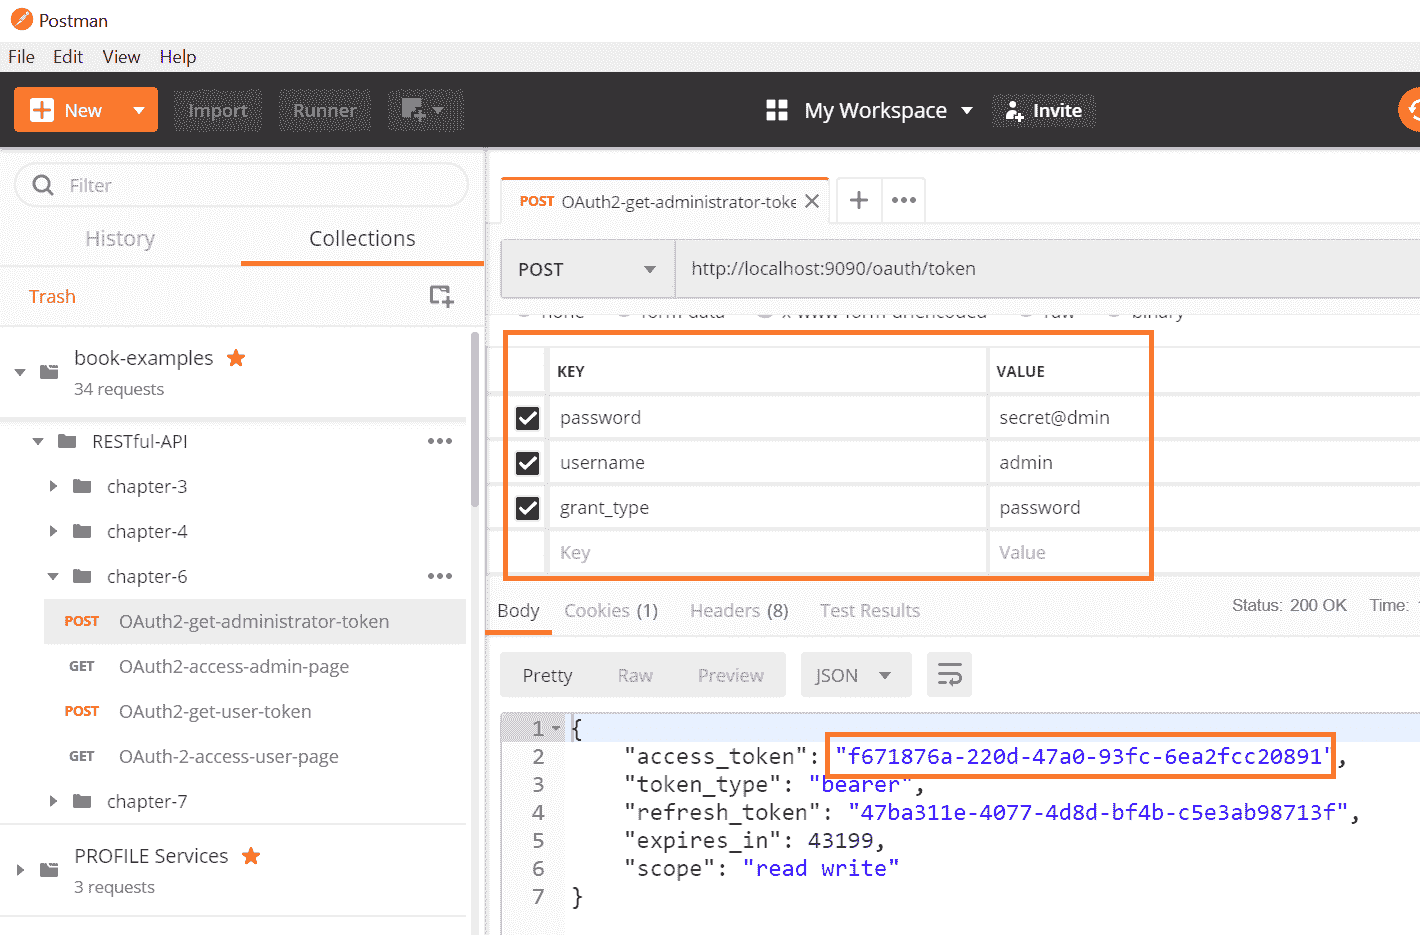 Postman
File Edit View Help
New Import Runner My Workspace Invite
Filter
History Collections
Trash
book-examples
34 requests
RESTful-API
chapter-3
chapter-4
chapter-6
POST OAuth2-get-administrator-token
GET OAuth2-access-admin-page
POST OAuth2-get-user-token
GET OAuth-2-access-user-page
chapter-7
PROFILE Services
3 requests
POST OAuth2-get-administrator-toke
POST http://localhost:9090/oauth/token
none form-data x-www-form-urlencoded raw binary
KEY VALUE
password secret@dmin
username admin
grant_type password
Key Value
Body Cookies (1) Headers (8) Test Results Status: 200 OK Time:
Pretty Raw Preview JSON
1 {
2 "access_token": "f671876a-220d-47a0-93fc-6ea2fcc20891",
3 "token_type": "bearer",
4 "refresh_token": "47ba311e-4077-4d8d-bf4b-c5e3ab98713f",
5 "expires_in": 43199,
6 "scope": "read write"
7 }